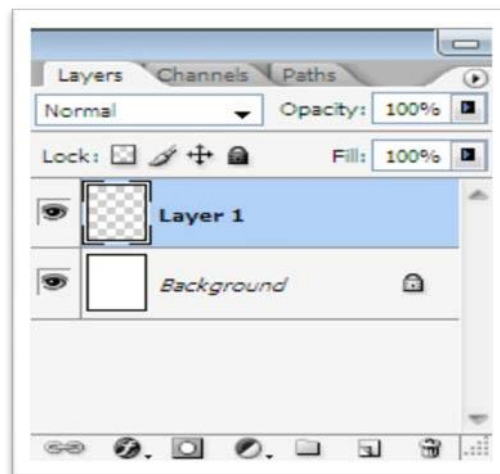 Layers Channels Paths
Normal Opacity: 100%
Lock: Fill: 100%
Layer 1
Background